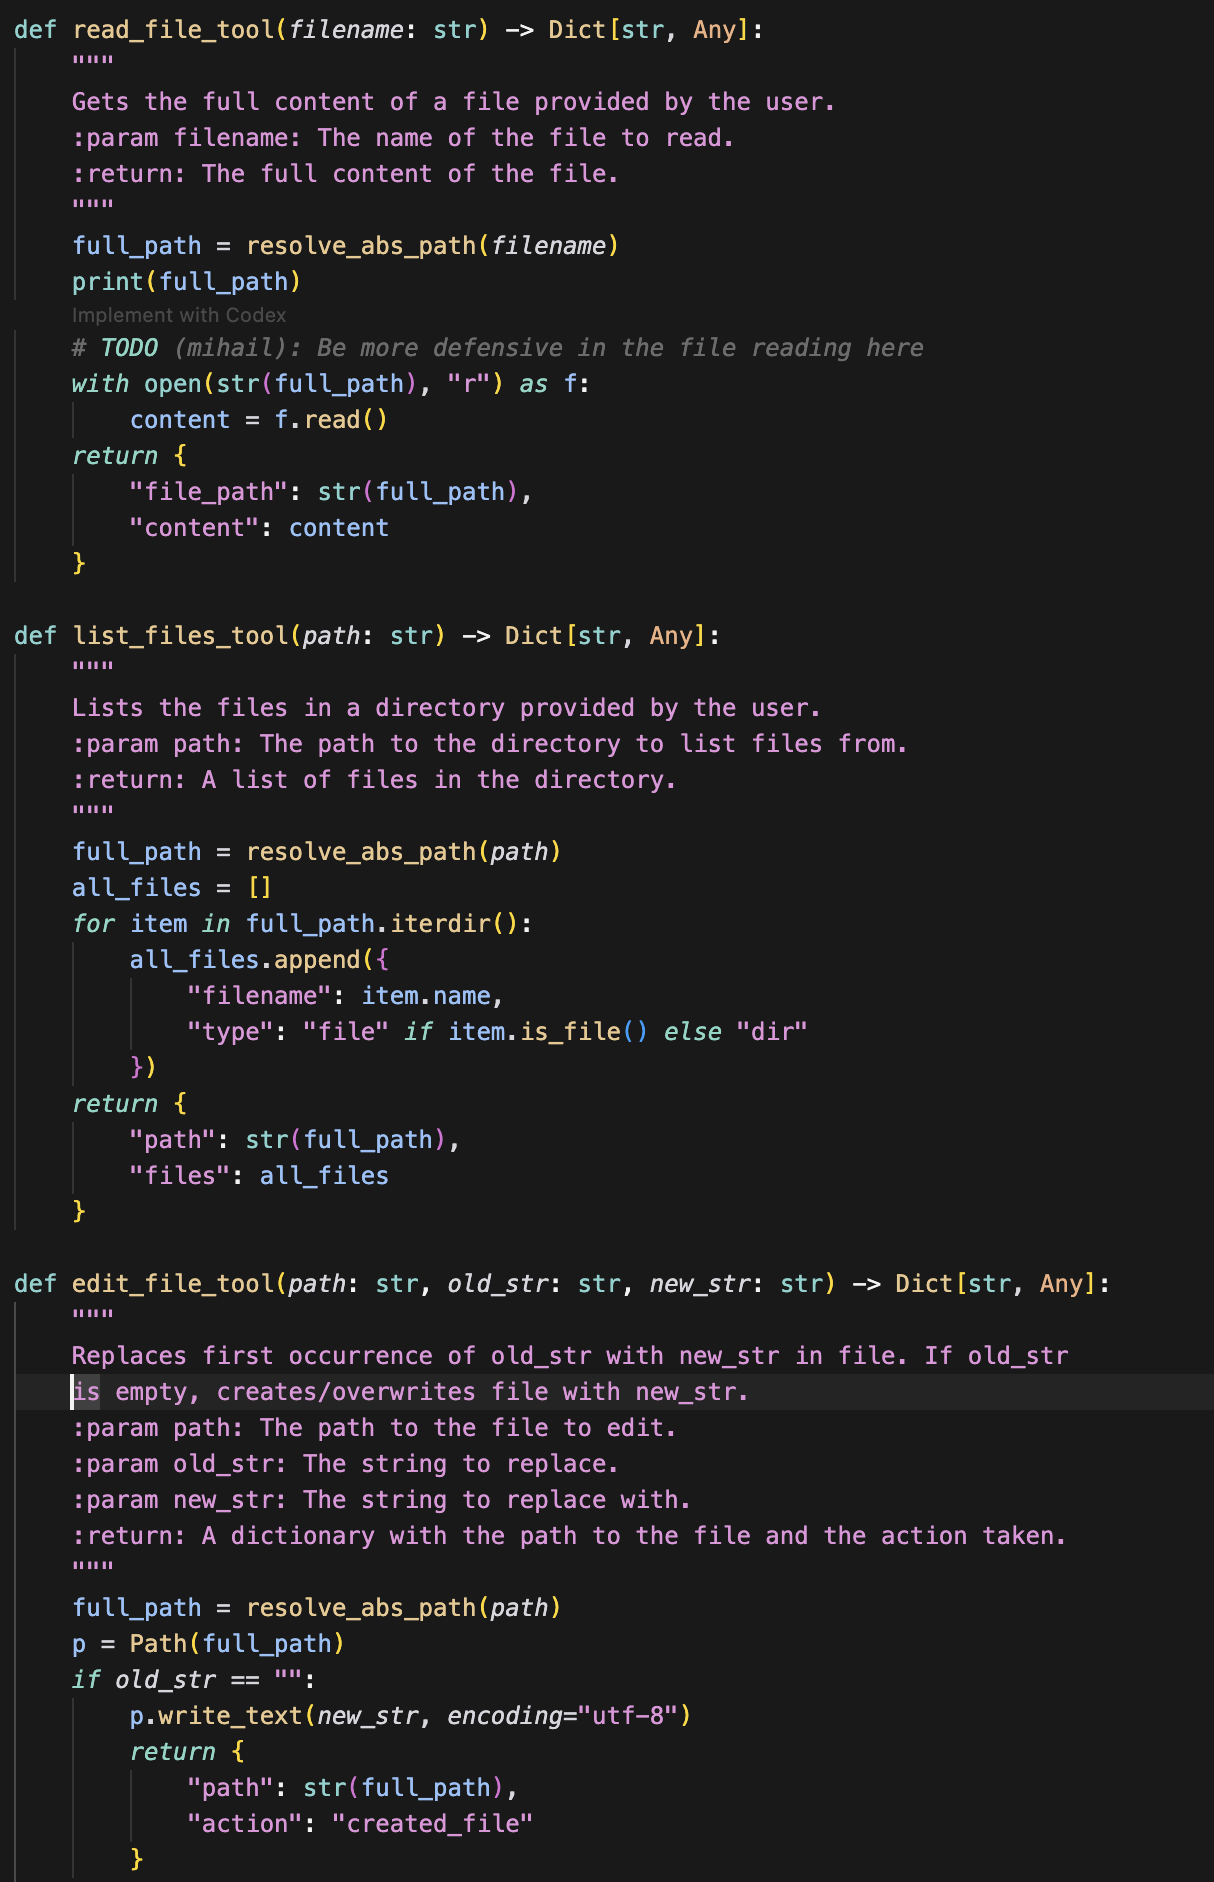 def read_file_tool(filename: str) -> Dict[str, Any]:
    """
    Gets the full content of a file provided by the user.
    :param filename: The name of the file to read.
    :return: The full content of the file.
    """
    full_path = resolve_abs_path(filename)
    print(full_path)
    Implement with Codex
    # TODO (mihail): Be more defensive in the file reading here
    with open(str(full_path), "r") as f:
        content = f.read()
    return {
        "file_path": str(full_path),
        "content": content
    }

def list_files_tool(path: str) -> Dict[str, Any]:
    """
    Lists the files in a directory provided by the user.
    :param path: The path to the directory to list files from.
    :return: A list of files in the directory.
    """
    full_path = resolve_abs_path(path)
    all_files = []
    for item in full_path.iterdir():
        all_files.append({
            "filename": item.name,
            "type": "file" if item.is_file() else "dir"
        })
    return {
        "path": str(full_path),
        "files": all_files
    }

def edit_file_tool(path: str, old_str: str, new_str: str) -> Dict[str, Any]:
    """
    Replaces first occurrence of old_str with new_str in file. If old_str
    is empty, creates/overwrites file with new_str.
    :param path: The path to the file to edit.
    :param old_str: The string to replace.
    :param new_str: The string to replace with.
    :return: A dictionary with the path to the file and the action taken.
    """
    full_path = resolve_abs_path(path)
    p = Path(full_path)
    if old_str == "":
        p.write_text(new_str, encoding="utf-8")
        return {
            "path": str(full_path),
            "action": "created_file"
        }